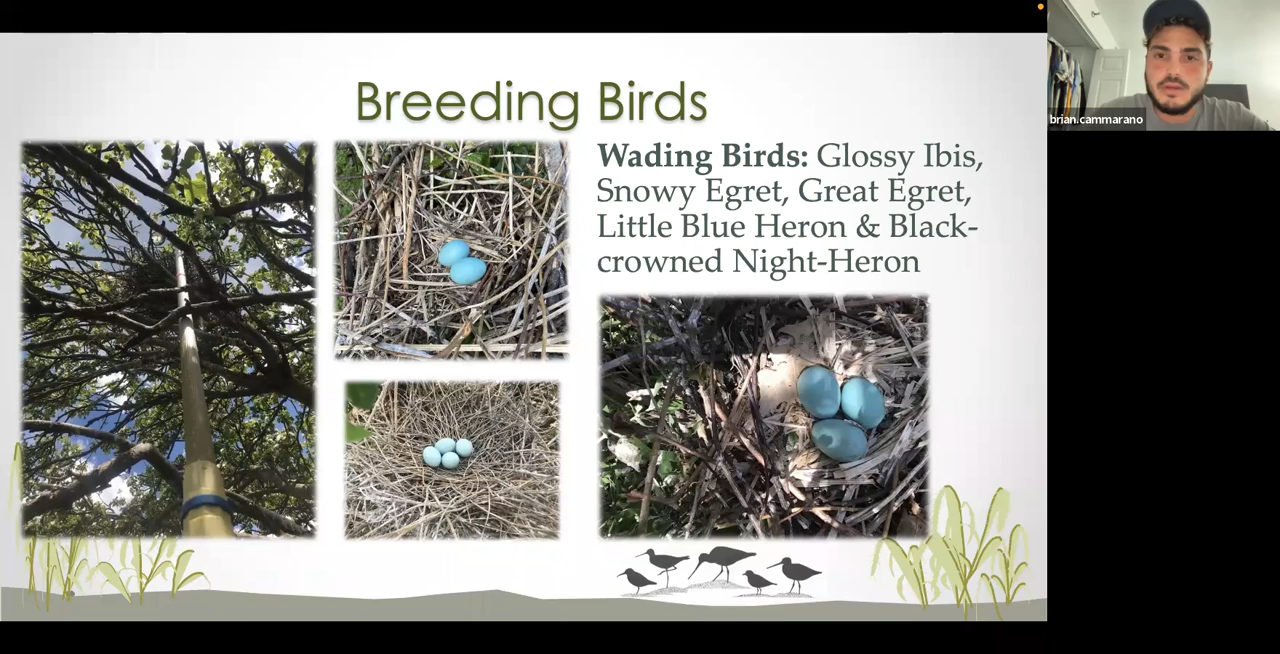 Breeding Birds
Wading Birds: Glossy Ibis,
Snowy Egret, Great Egret,
Little Blue Heron & Black-
crowned Night-Heron
brian.cammarano